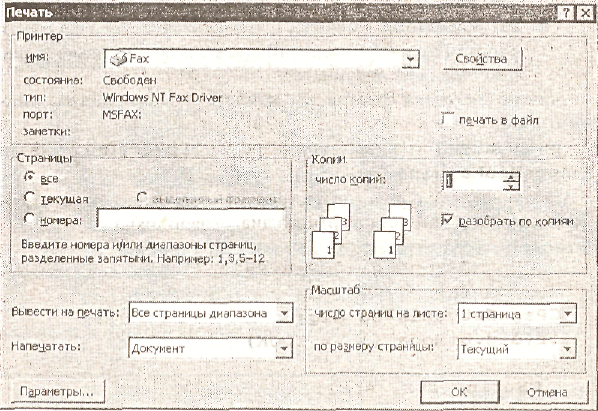 Печать
Принтер
имя: Fax Свойства
состояние: Свободен
тип: Windows NT Fax Driver
порт: MSFAX: печать в файл
заметки:
Страницы
все
текущая
номера:
Введите номера и/или диапазоны страниц,
разделенные запятыми. Например: 1,3,5–12
Копии
число копий: 1
3 3
2 2
1 1
разобрать по копиям
Вывести на печать: Все страницы диапазона
Напечатать: Документ
Масштаб
число страниц на листе: 1 страница
по размеру страницы: Текущий
Параметры... ОК Отмена